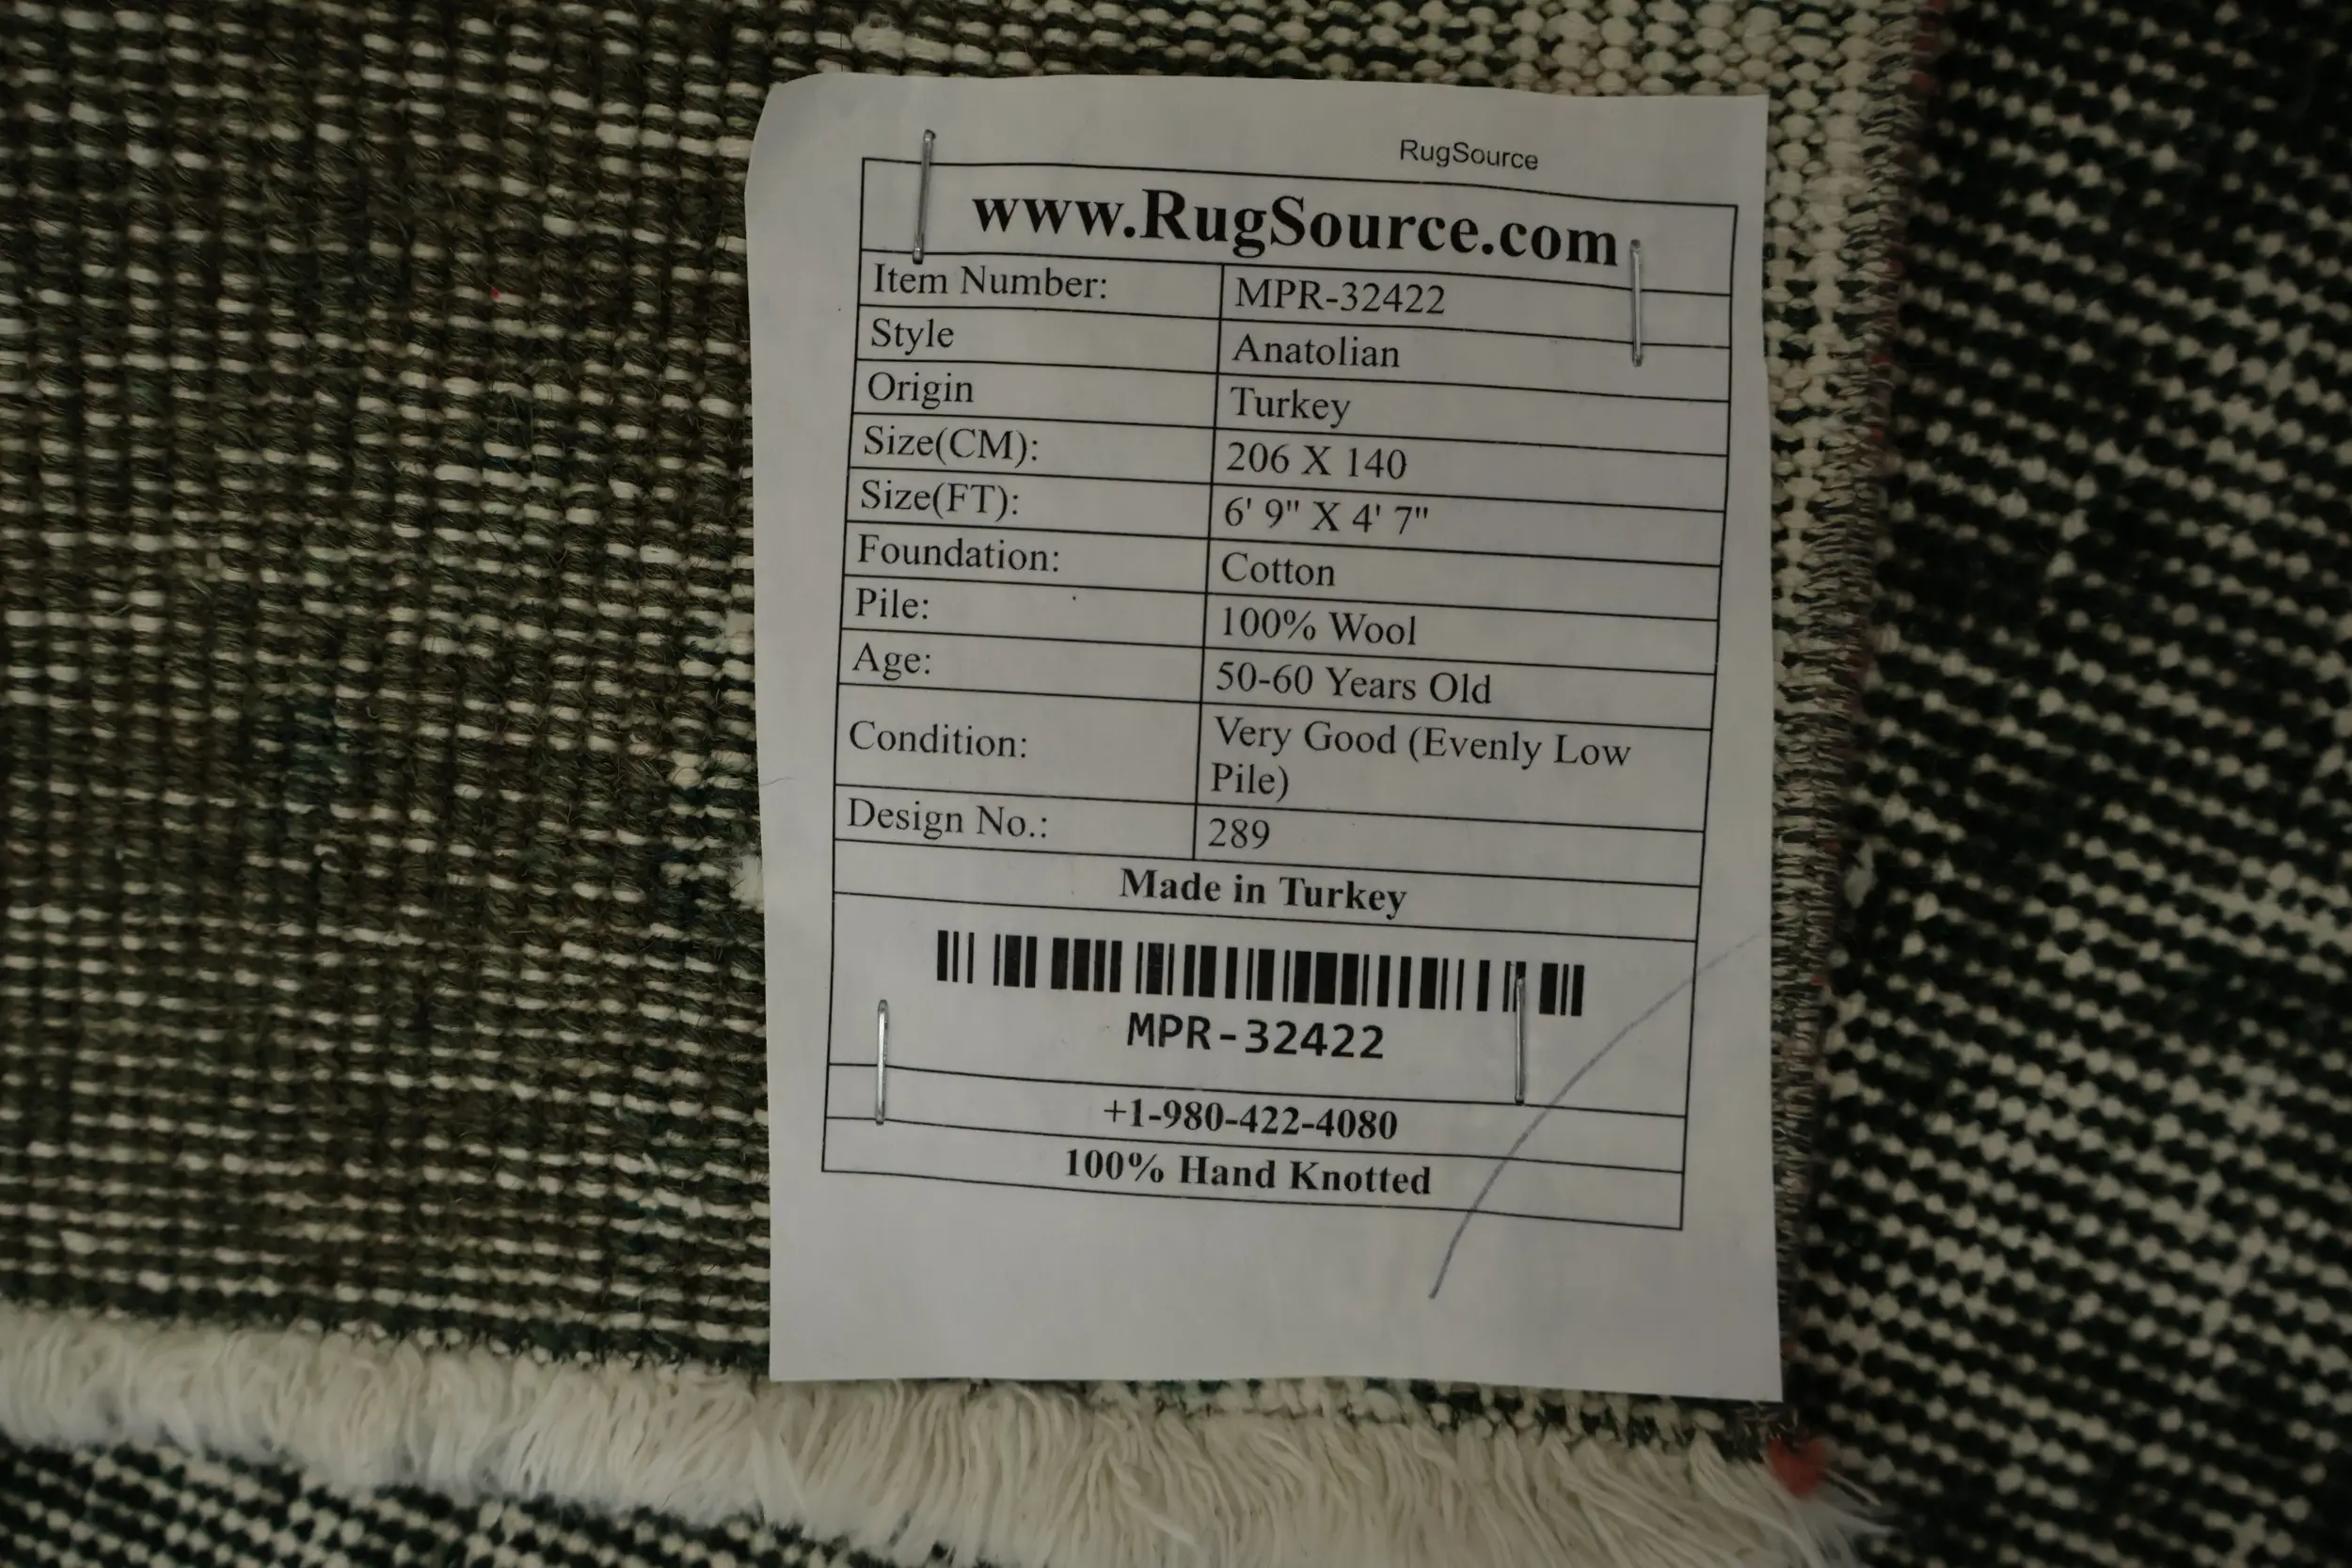 RugSource
www.RugSource.com
Item Number: MPR-32422
Style Anatolian
Origin Turkey
Size(CM): 206 X 140
Size(FT): 6' 9" X 4' 7"
Foundation: Cotton
Pile: 100% Wool
Age: 50-60 Years Old
Condition: Very Good (Evenly Low
Pile)
Design No.: 289
Made in Turkey
MPR-32422
+1-980-422-4080
100% Hand Knotted